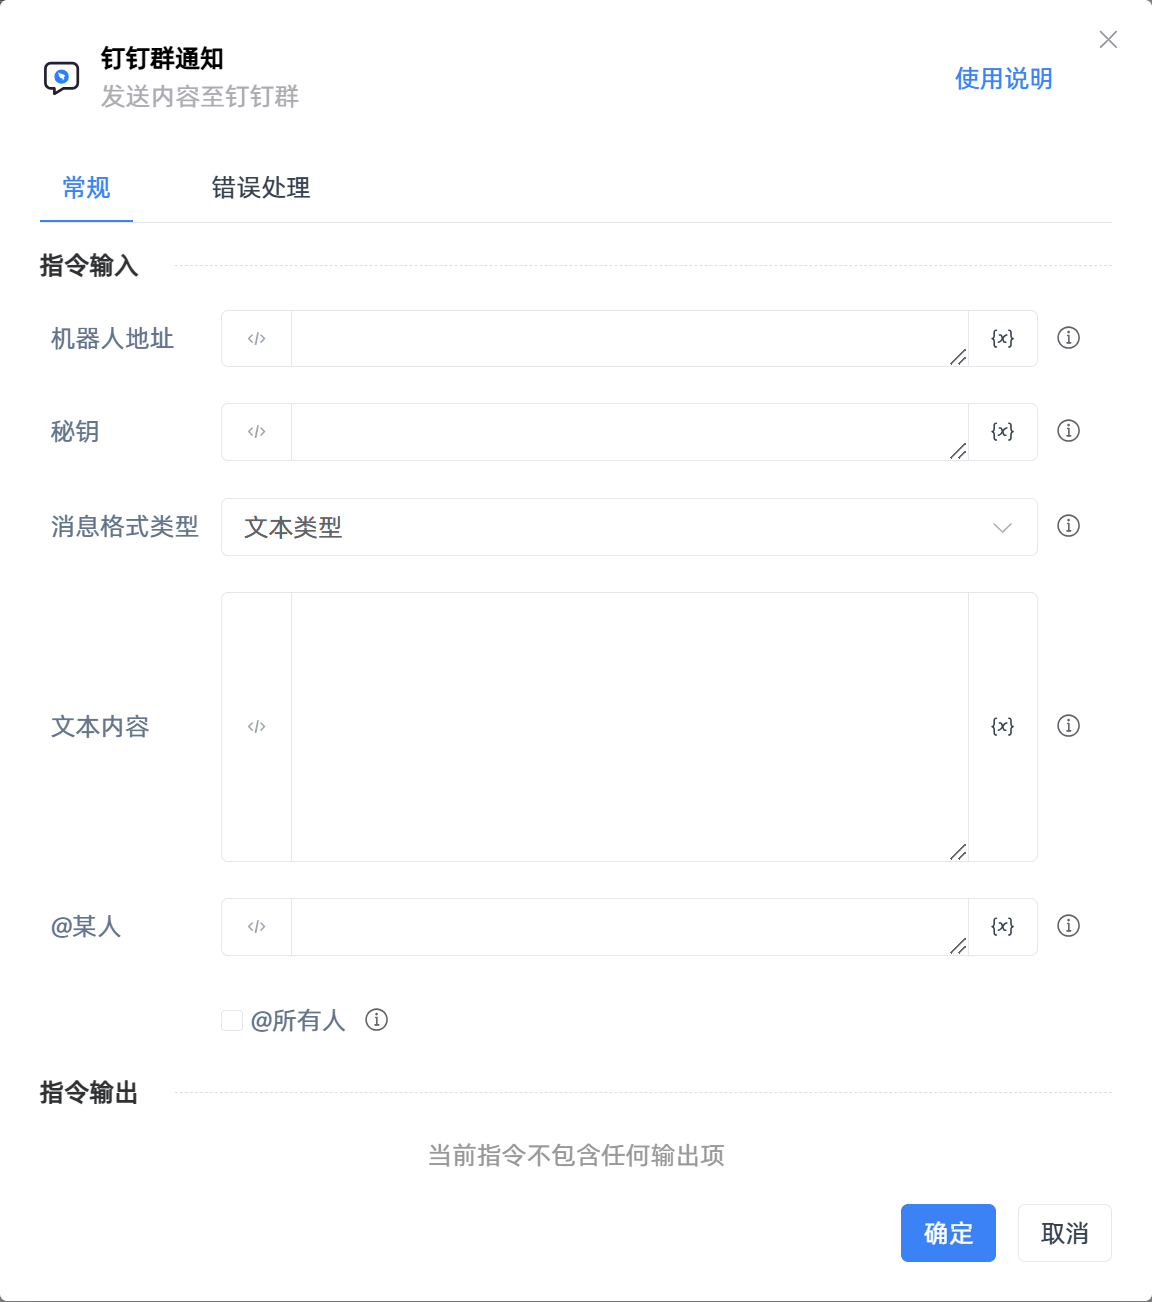 钉钉群通知
发送内容至钉钉群
使用说明
常规
错误处理
指令输入
机器人地址
</>
{x}
秘钥
</>
{x}
消息格式类型
文本类型
文本内容
</>
{x}
@某人
</>
{x}
@所有人
指令输出
当前指令不包含任何输出项
确定
取消